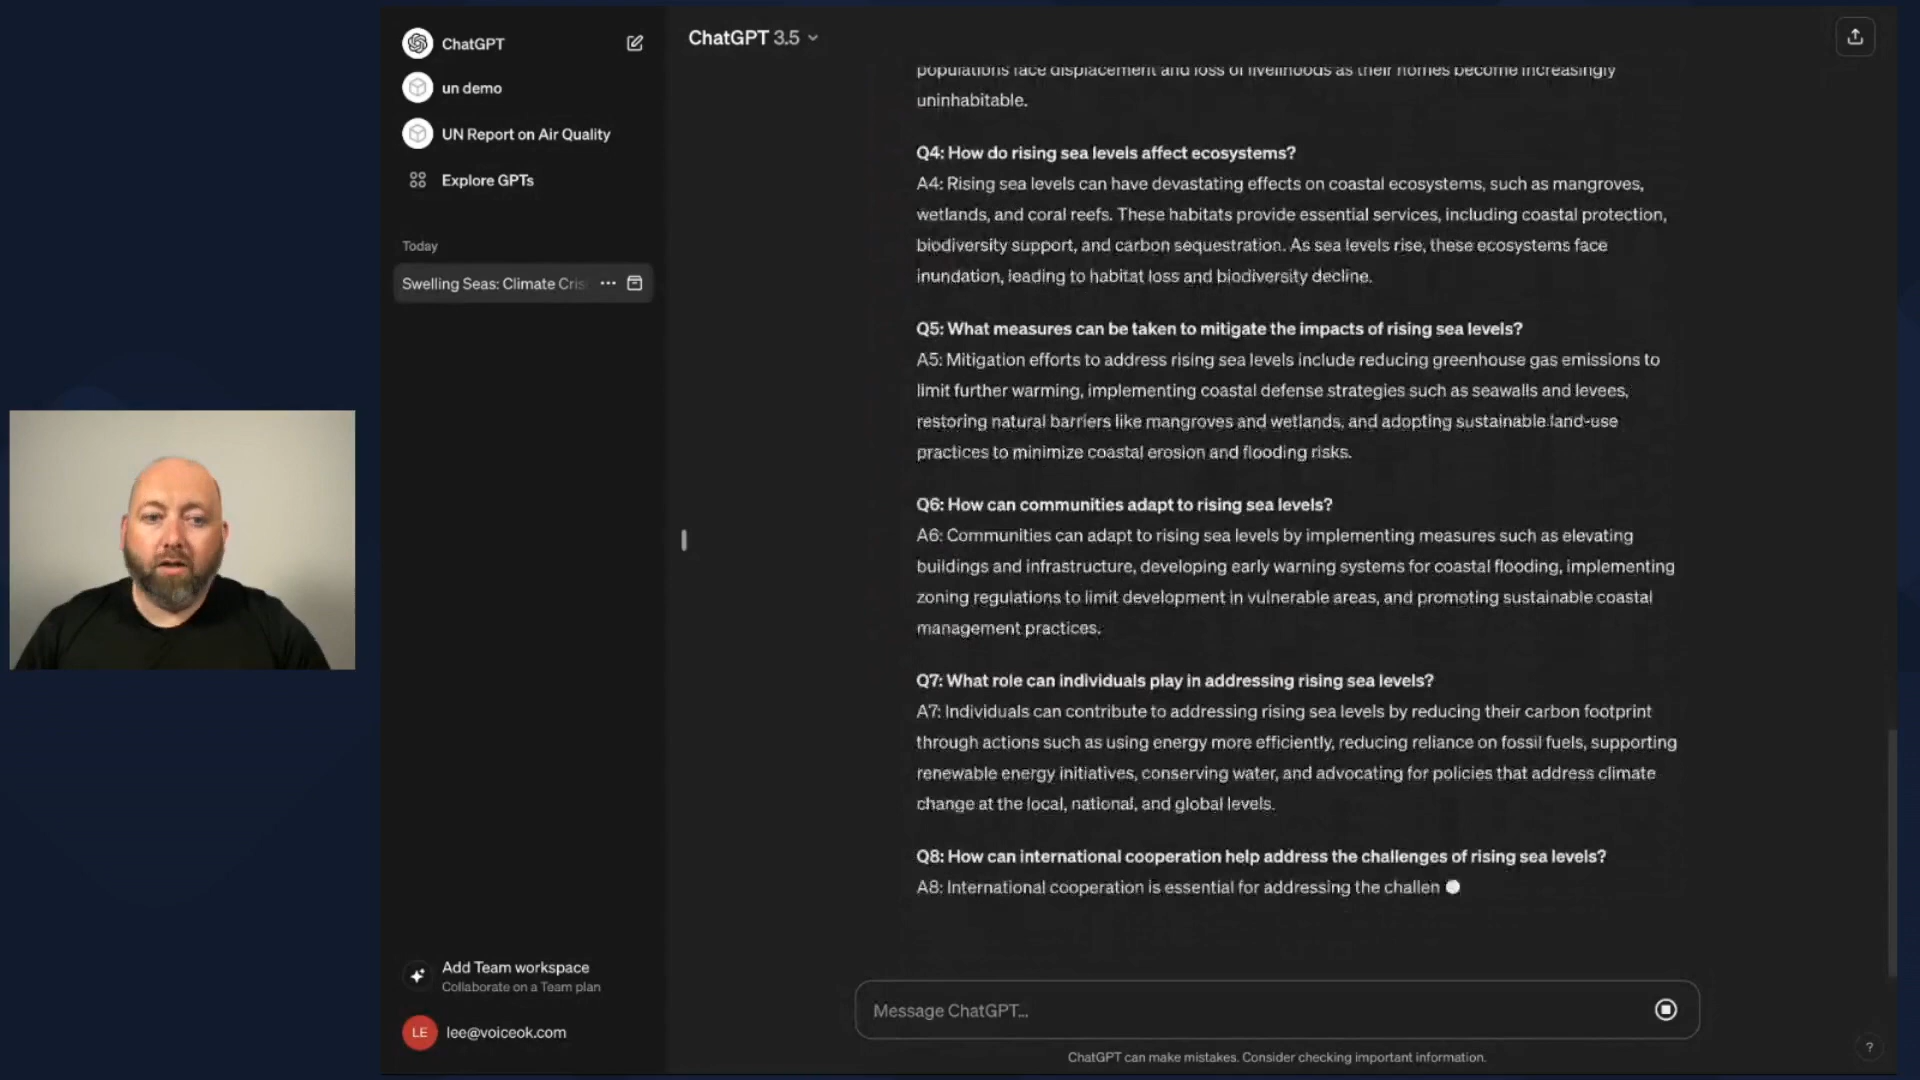 ChatGPT
un demo
UN Report on Air Quality
Explore GPTs
Today
Swelling Seas: Climate Cris
Add Team workspace
Collaborate on a Team plan
LE
lee@voiceok.com
ChatGPT 3.5
populations face displacement and loss of livelihoods as their homes become increasingly
uninhabitable.
Q4: How do rising sea levels affect ecosystems?
A4: Rising sea levels can have devastating effects on coastal ecosystems, such as mangroves,
wetlands, and coral reefs. These habitats provide essential services, including coastal protection,
biodiversity support, and carbon sequestration. As sea levels rise, these ecosystems face
inundation, leading to habitat loss and biodiversity decline.
Q5: What measures can be taken to mitigate the impacts of rising sea levels?
A5: Mitigation efforts to address rising sea levels include reducing greenhouse gas emissions to
limit further warming, implementing coastal defense strategies such as seawalls and levees,
restoring natural barriers like mangroves and wetlands, and adopting sustainable land-use
practices to minimize coastal erosion and flooding risks.
Q6: How can communities adapt to rising sea levels?
A6: Communities can adapt to rising sea levels by implementing measures such as elevating
buildings and infrastructure, developing early warning systems for coastal flooding, implementing
zoning regulations to limit development in vulnerable areas, and promoting sustainable coastal
management practices.
Q7: What role can individuals play in addressing rising sea levels?
A7: Individuals can contribute to addressing rising sea levels by reducing their carbon footprint
through actions such as using energy more efficiently, reducing reliance on fossil fuels, supporting
renewable energy initiatives, conserving water, and advocating for policies that address climate
change at the local, national, and global levels.
Q8: How can international cooperation help address the challenges of rising sea levels?
A8: International cooperation is essential for addressing the challen
Message ChatGPT...
ChatGPT can make mistakes. Consider checking important information.
?